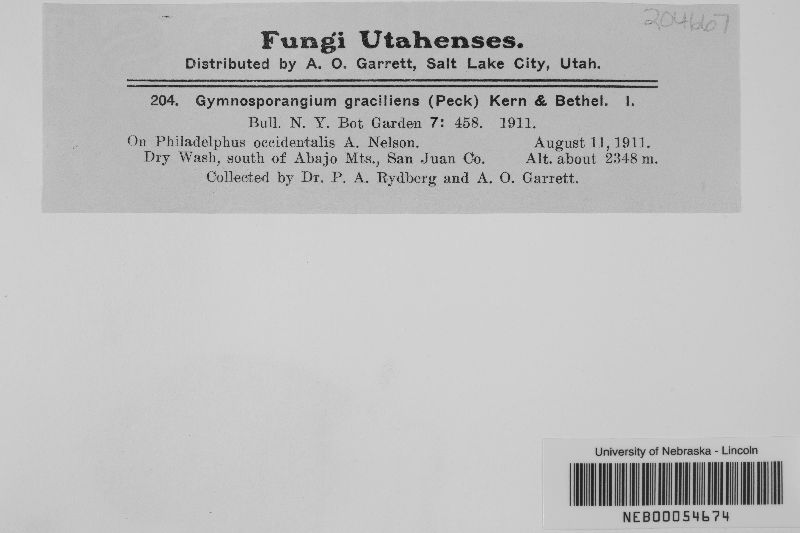 204667
Fungi Utahenses.
Distributed by A. O. Garrett, Salt Lake City, Utah.
204. Gymnosporangium graciliens (Peck) Kern & Bethel. I.
Bull. N. Y. Bot Garden 7: 458. 1911.
On Philadelphus occidentalis A. Nelson. August 11, 1911.
Dry Wash, south of Abajo Mts., San Juan Co. Alt. about 2348 m.
Collected by Dr. P. A. Rydberg and A. O. Garrett.
University of Nebraska - Lincoln
NEB00054674